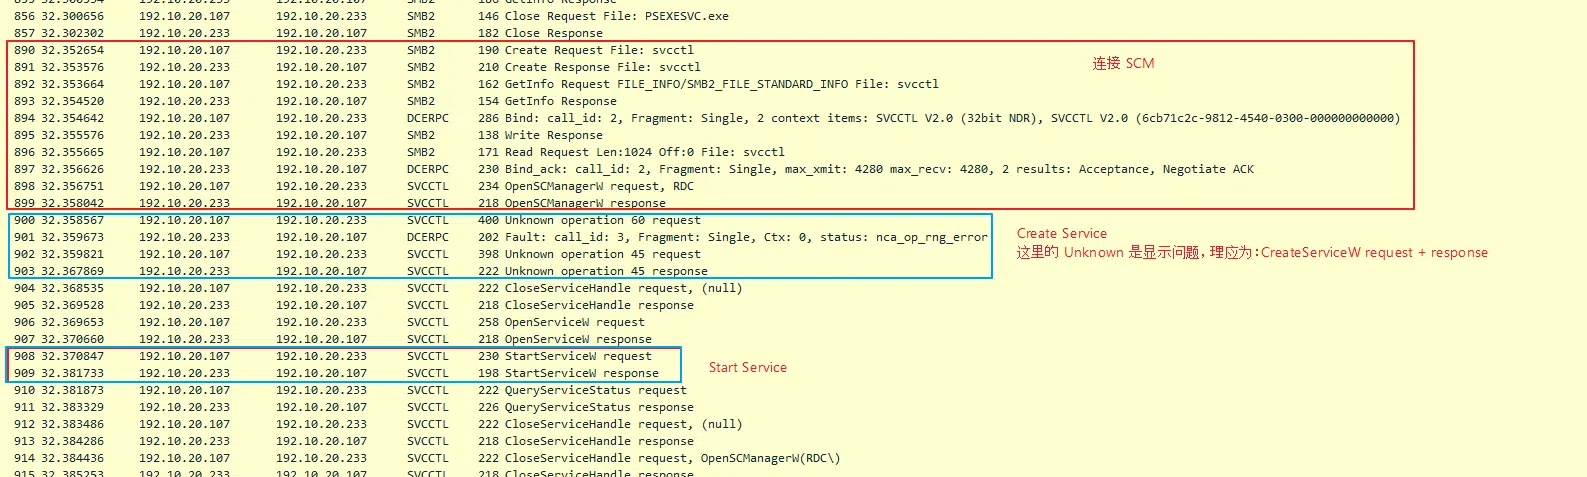 856 32.300656 192.10.20.107 192.10.20.233 SMB2 146 Close Request File: PSEXESVC.exe
857 32.302302 192.10.20.233 192.10.20.107 SMB2 182 Close Response
890 32.352654 192.10.20.107 192.10.20.233 SMB2 190 Create Request File: svcctl
891 32.353576 192.10.20.233 192.10.20.107 SMB2 210 Create Response File: svcctl
连接 SCM
892 32.353664 192.10.20.107 192.10.20.233 SMB2 162 GetInfo Request FILE_INFO/SMB2_FILE_STANDARD_INFO File: svcctl
893 32.354520 192.10.20.233 192.10.20.107 SMB2 154 GetInfo Response
894 32.354642 192.10.20.107 192.10.20.233 DCERPC 286 Bind: call_id: 2, Fragment: Single, 2 context items: SVCCTL V2.0 (32bit NDR), SVCCTL V2.0 (6cb71c2c-9812-4540-0300-000000000000)
895 32.355576 192.10.20.233 192.10.20.107 SMB2 138 Write Response
896 32.355665 192.10.20.107 192.10.20.233 SMB2 171 Read Request Len:1024 Off:0 File: svcctl
897 32.356626 192.10.20.233 192.10.20.107 DCERPC 230 Bind_ack: call_id: 2, Fragment: Single, max_xmit: 4280 max_recv: 4280, 2 results: Acceptance, Negotiate ACK
898 32.356751 192.10.20.107 192.10.20.233 SVCCTL 234 OpenSCManagerW request, RDC
899 32.358042 192.10.20.233 192.10.20.107 SVCCTL 218 OpenSCManagerW response
900 32.358567 192.10.20.107 192.10.20.233 SVCCTL 400 Unknown operation 60 request
901 32.359673 192.10.20.233 192.10.20.107 DCERPC 202 Fault: call_id: 3, Fragment: Single, Ctx: 0, status: nca_op_rng_error
Create Service
902 32.359821 192.10.20.107 192.10.20.233 SVCCTL 398 Unknown operation 45 request
这里的 Unknown 是显示问题，理应为：CreateServiceW request + response
903 32.367869 192.10.20.233 192.10.20.107 SVCCTL 222 Unknown operation 45 response
904 32.368535 192.10.20.107 192.10.20.233 SVCCTL 222 CloseServiceHandle request, (null)
905 32.369528 192.10.20.233 192.10.20.107 SVCCTL 218 CloseServiceHandle response
906 32.369653 192.10.20.107 192.10.20.233 SVCCTL 258 OpenServiceW request
907 32.370660 192.10.20.233 192.10.20.107 SVCCTL 218 OpenServiceW response
908 32.370847 192.10.20.107 192.10.20.233 SVCCTL 230 StartServiceW request
909 32.381733 192.10.20.233 192.10.20.107 SVCCTL 198 StartServiceW response
Start Service
910 32.381873 192.10.20.107 192.10.20.233 SVCCTL 222 QueryServiceStatus request
911 32.383329 192.10.20.233 192.10.20.107 SVCCTL 226 QueryServiceStatus response
912 32.383486 192.10.20.107 192.10.20.233 SVCCTL 222 CloseServiceHandle request, (null)
913 32.384286 192.10.20.233 192.10.20.107 SVCCTL 218 CloseServiceHandle response
914 32.384436 192.10.20.107 192.10.20.233 SVCCTL 222 CloseServiceHandle request, OpenSCManagerW(RDC\)
915 32.385253 192.10.20.233 192.10.20.107 SVCCTL 218 CloseServiceHandle response